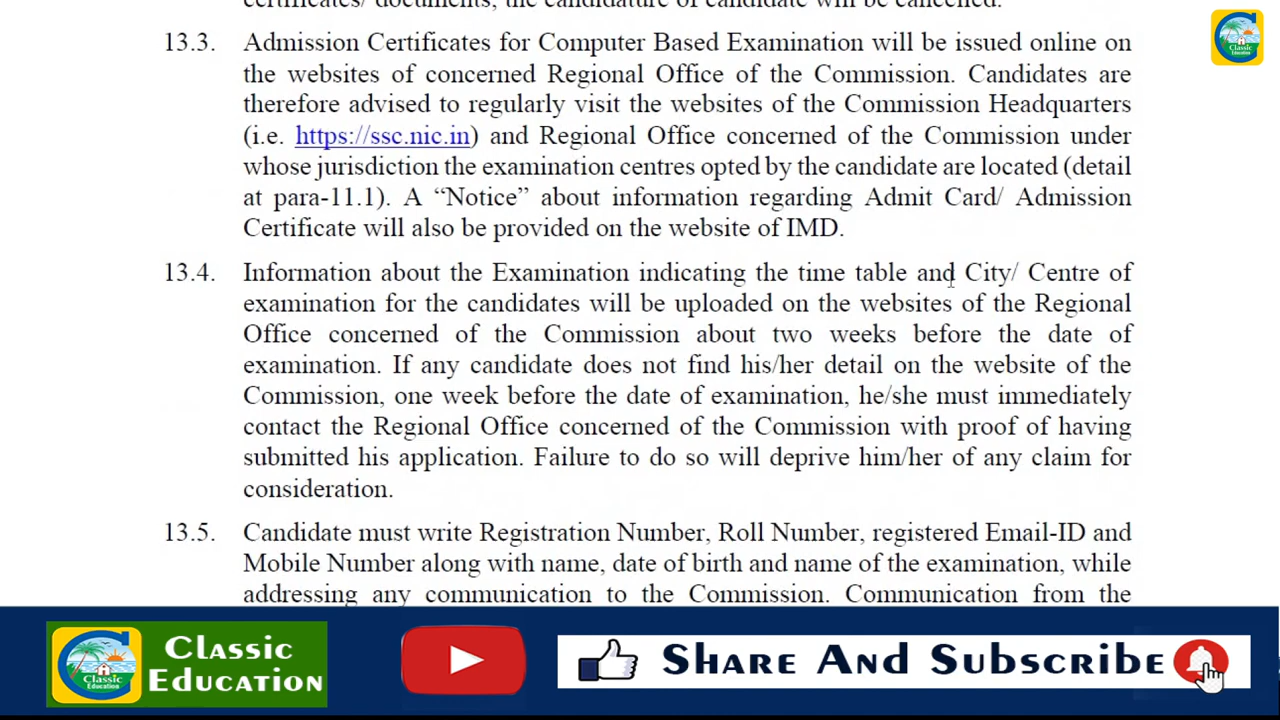 certificates/ documents, the candidature of candidate will be cancelled.
13.3. Admission Certificates for Computer Based Examination will be issued online on
the websites of concerned Regional Office of the Commission. Candidates are
therefore advised to regularly visit the websites of the Commission Headquarters
(i.e. https://ssc.nic.in) and Regional Office concerned of the Commission under
whose jurisdiction the examination centres opted by the candidate are located (detail
at para-11.1). A “Notice” about information regarding Admit Card/ Admission
Certificate will also be provided on the website of IMD.
13.4. Information about the Examination indicating the time table and City/ Centre of
examination for the candidates will be uploaded on the websites of the Regional
Office concerned of the Commission about two weeks before the date of
examination. If any candidate does not find his/her detail on the website of the
Commission, one week before the date of examination, he/she must immediately
contact the Regional Office concerned of the Commission with proof of having
submitted his application. Failure to do so will deprive him/her of any claim for
consideration.
13.5. Candidate must write Registration Number, Roll Number, registered Email-ID and
Mobile Number along with name, date of birth and name of the examination, while
addressing any communication to the Commission. Communication from the
Classic
Education
Classic
Education
Classic
Education
Share And Subscribe